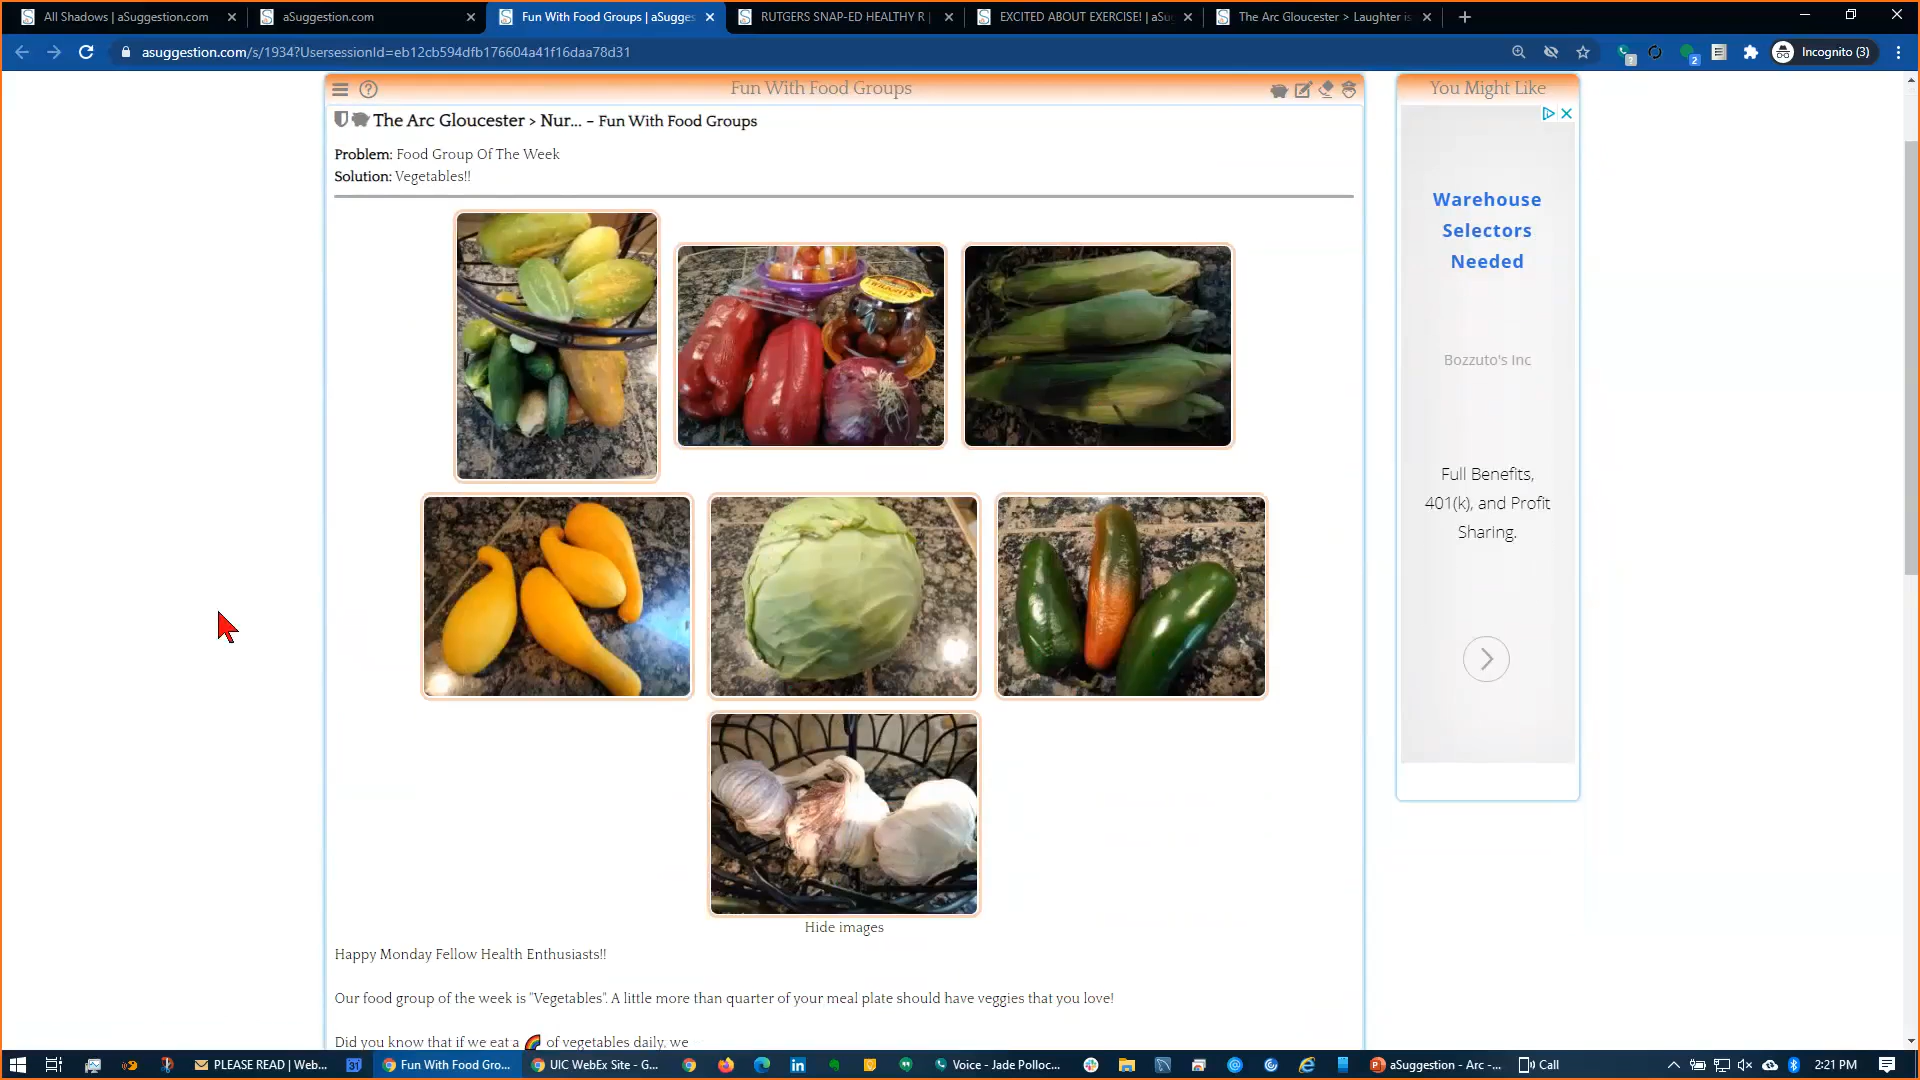 All Shadows | aSuggestion.com
aSuggestion.com
Fun With Food Groups | aSugges
RUTGERS SNAP-ED HEALTHY R |
EXCITED ABOUT EXERCISE! | aSu
The Arc Gloucester > Laughter is
asuggestion.com/s/1934?UsersessionId=eb12cb594dfb176604a41f16daa78d31
2
Incognito (3)
Fun With Food Groups
You Might Like
The Arc Gloucester > Nur... – Fun With Food Groups
Problem: Food Group Of The Week
Solution: Vegetables!!
Warehouse
Selectors
Needed
Bozzuto's Inc
Full Benefits,
401(k), and Profit
Sharing.
Hide images
Happy Monday Fellow Health Enthusiasts!!
Our food group of the week is "Vegetables". A little more than quarter of your meal plate should have veggies that you love!
Did you know that if we eat a 🌈 of vegetables daily, we
PLEASE READ | Web...
Fun With Food Gro...
UIC WebEx Site - G...
Voice - Jade Polloc...
aSuggestion - Arc -...
Call
2:21 PM